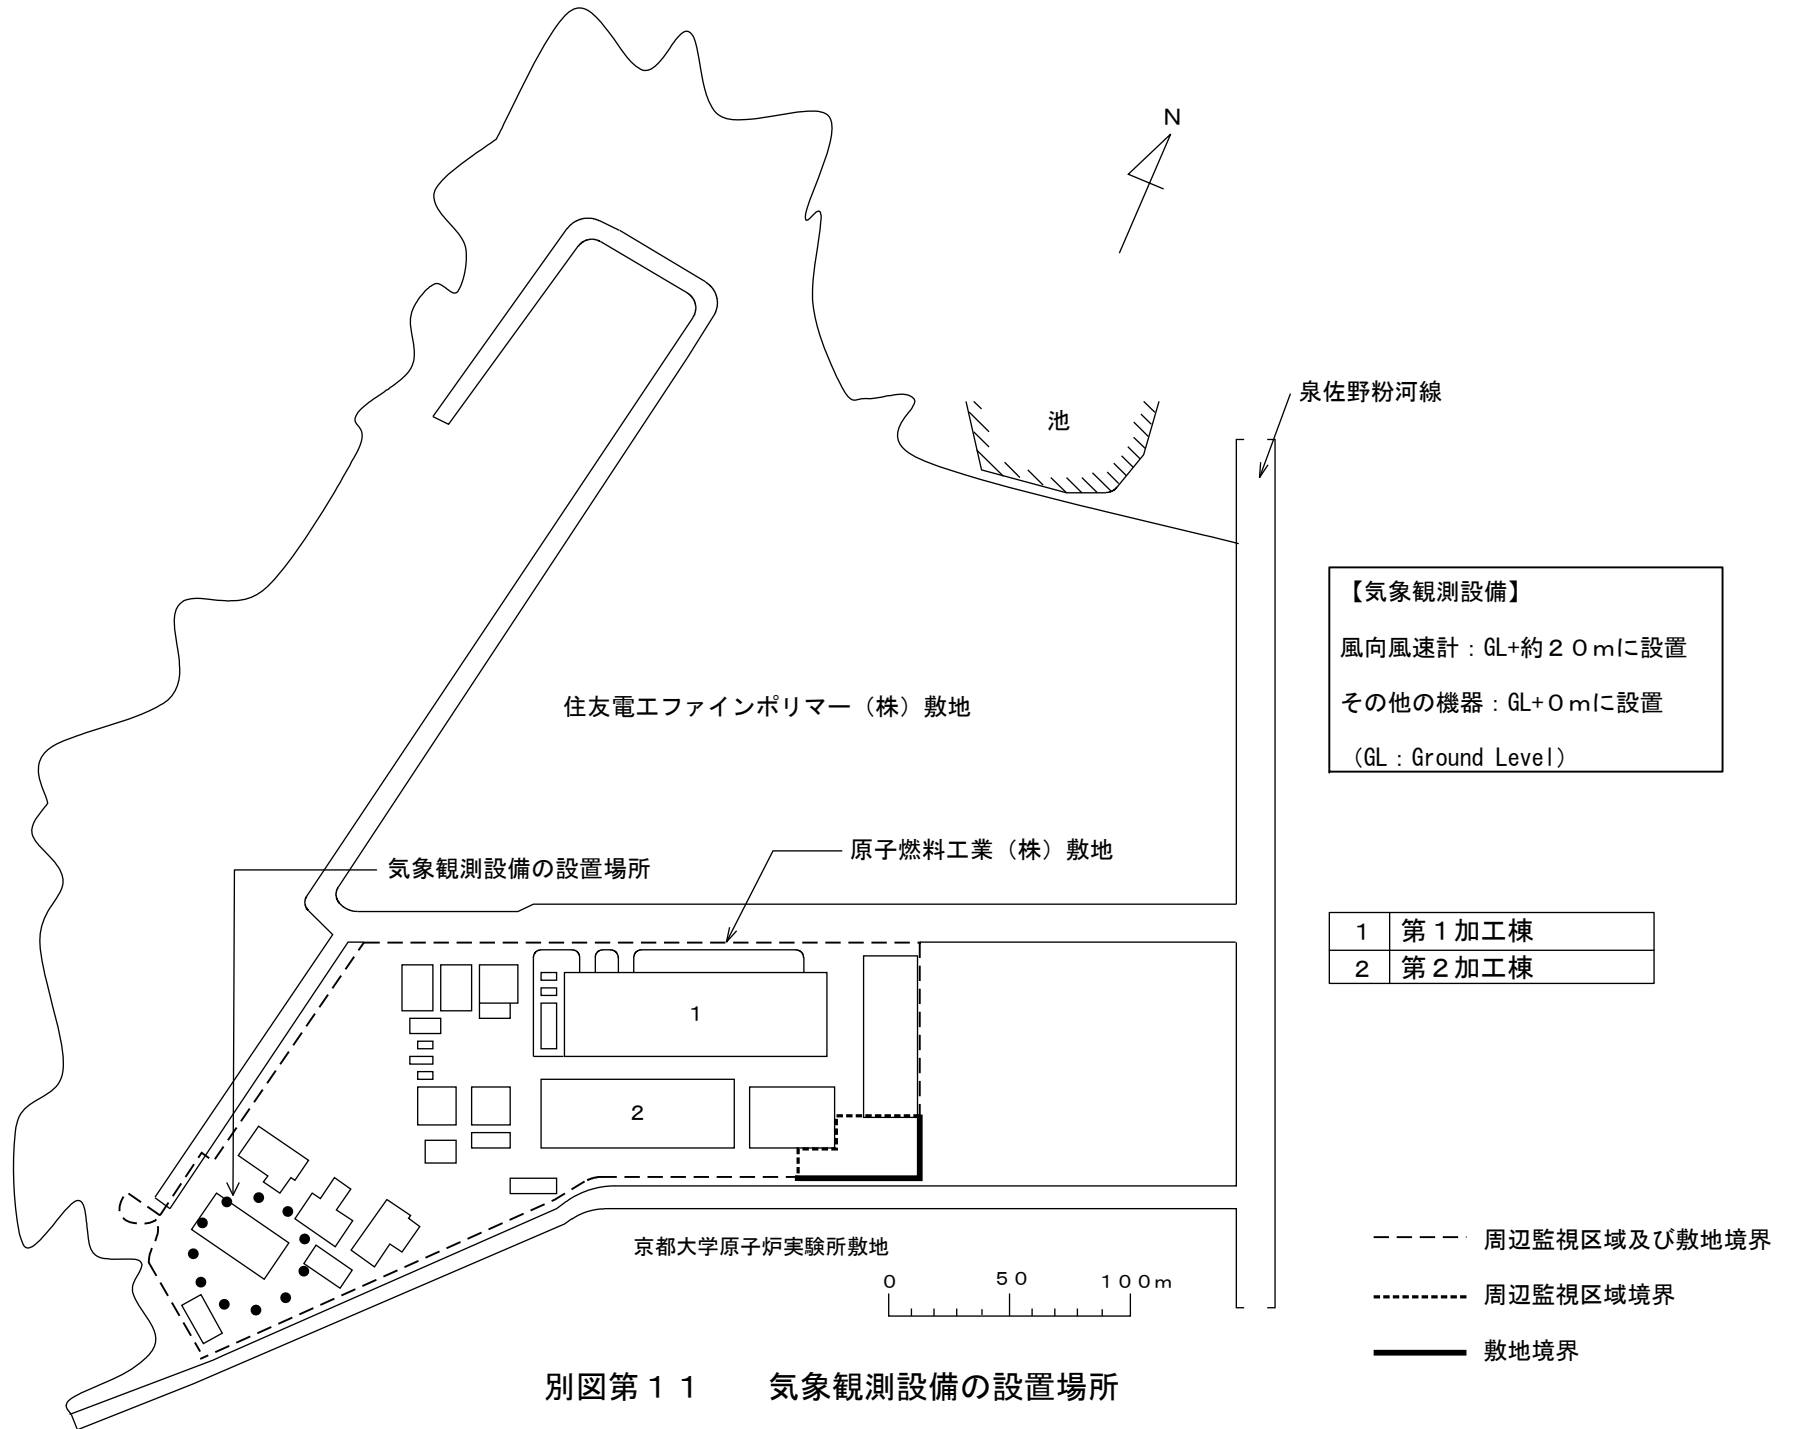 N
泉佐野粉河線
池
【気象観測設備】
風向風速計：GL+約２０ｍに設置
その他の機器：GL+０ｍに設置
（GL：Ground Level）
住友電工ファインポリマー（株）敷地
原子燃料工業（株）敷地
気象観測設備の設置場所
1 第１加工棟
2 第２加工棟
1
2
京都大学原子炉実験所敷地
0 50 100m
周辺監視区域及び敷地境界
周辺監視区域境界
敷地境界
別図第１１　気象観測設備の設置場所